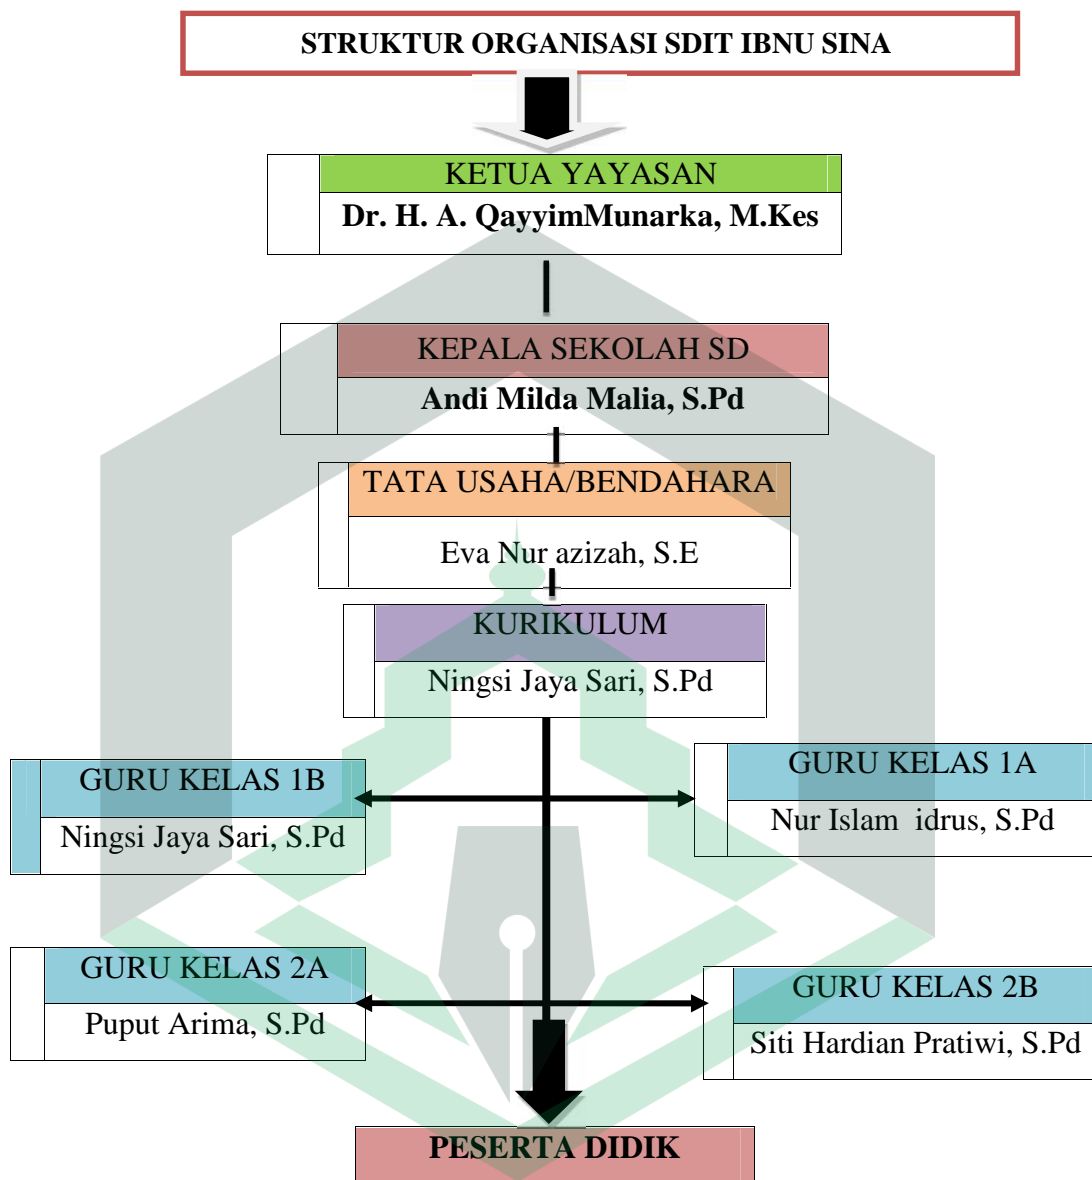 STRUKTUR ORGANISASI SDIT IBNU SINA
KETUA YAYASAN
Dr. H. A. QayyimMunarka, M.Kes
KEPALA SEKOLAH SD
Andi Milda Malia, S.Pd
TATA USAHA/BENDAHARA
Eva Nur azizah, S.E
KURIKULUM
Ningsi Jaya Sari, S.Pd
GURU KELAS 1B
Ningsi Jaya Sari, S.Pd
GURU KELAS 1A
Nur Islam  idrus, S.Pd
GURU KELAS 2A
Puput Arima, S.Pd
GURU KELAS 2B
Siti Hardian Pratiwi, S.Pd
PESERTA DIDIK